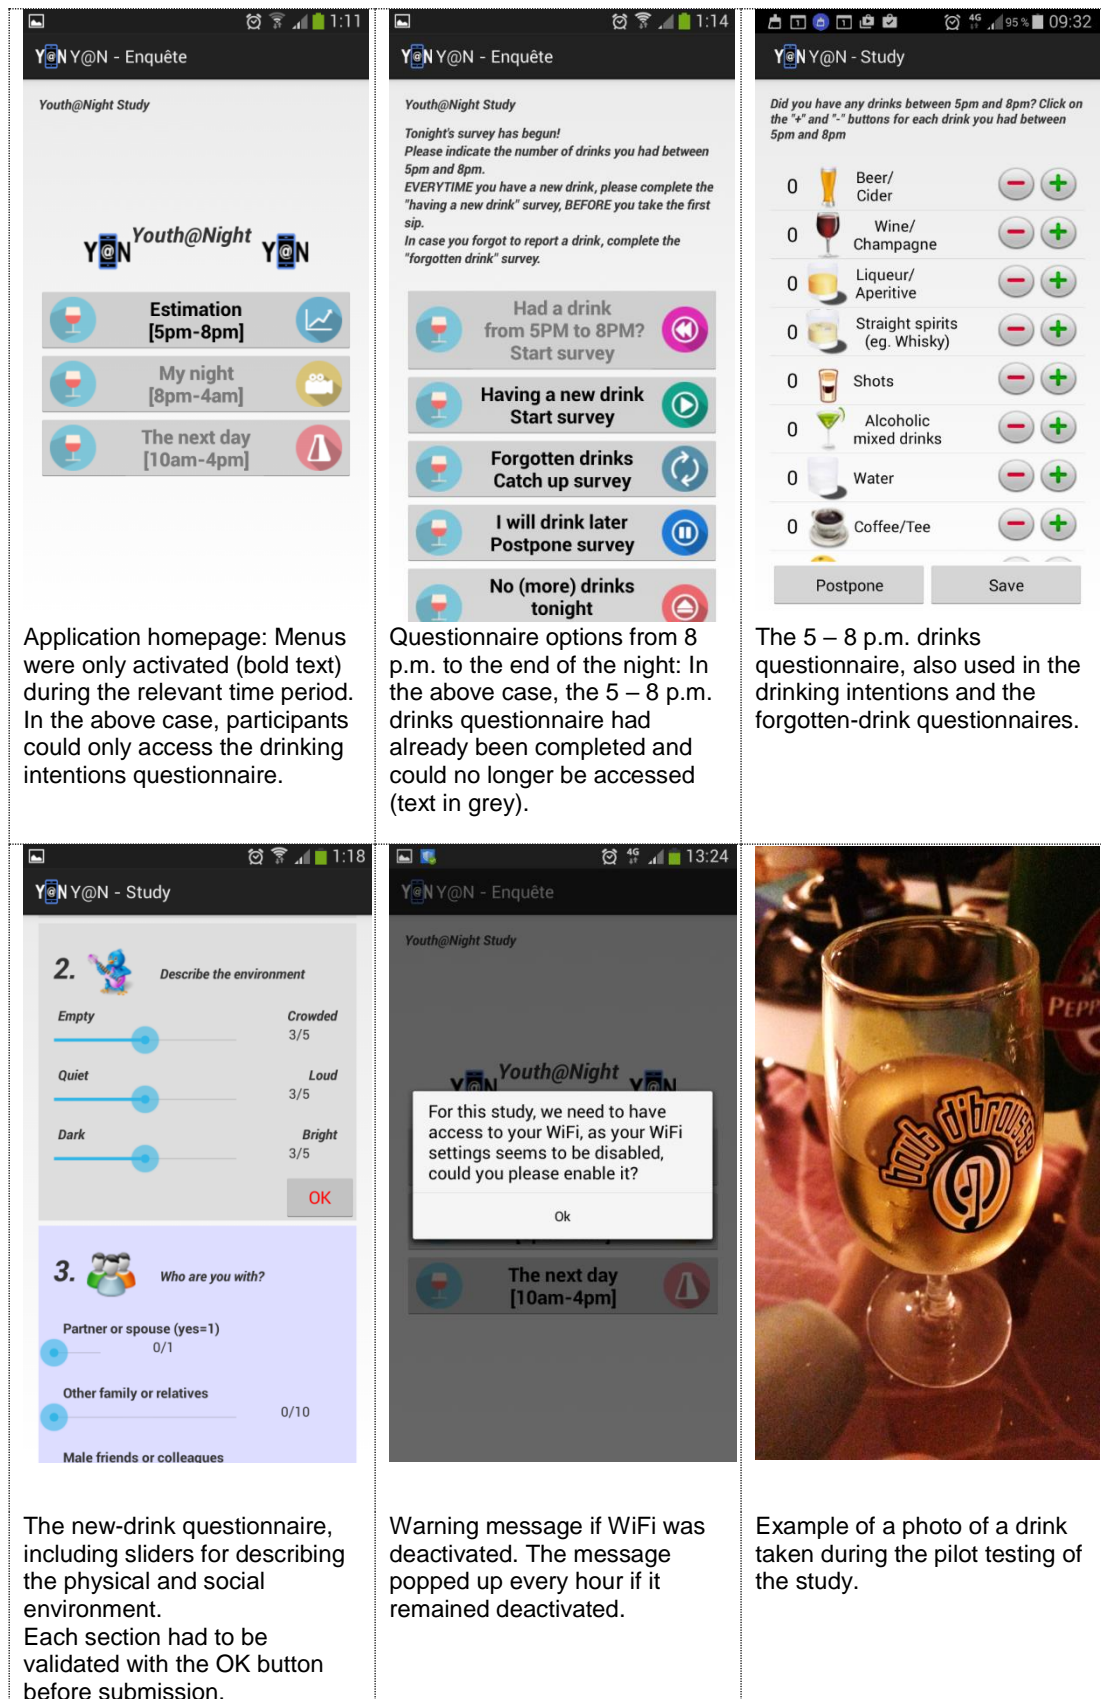 1:11
Y@N Y@N - Enquête
Youth@Night Study
Y@N Youth@Night Y@N
Estimation
[5pm-8pm]
My night
[8pm-4am]
The next day
[10am-4pm]
Application homepage: Menus
were only activated (bold text)
during the relevant time period.
In the above case, participants
could only access the drinking
intentions questionnaire.
1:14
Y@N Y@N - Enquête
Youth@Night Study
Tonight's survey has begun!
Please indicate the number of drinks you had between
5pm and 8pm.
EVERYTIME you have a new drink, please complete the
"having a new drink" survey, BEFORE you take the first
sip.
In case you forgot to report a drink, complete the
"forgotten drink" survey.
Had a drink
from 5PM to 8PM?
Start survey
Having a new drink
Start survey
Forgotten drinks
Catch up survey
I will drink later
Postpone survey
No (more) drinks
tonight
Questionnaire options from 8
p.m. to the end of the night: In
the above case, the 5 – 8 p.m.
drinks questionnaire had
already been completed and
could no longer be accessed
(text in grey).
4G 95% 09:32
Y@N Y@N - Study
Did you have any drinks between 5pm and 8pm? Click on
the "+" and "-" buttons for each drink you had between
5pm and 8pm
0 Beer/
Cider
0 Wine/
Champagne
0 Liqueur/
Aperitive
0 Straight spirits
(eg. Whisky)
0 Shots
0 Alcoholic
mixed drinks
0 Water
0 Coffee/Tee
Postpone Save
The 5 – 8 p.m. drinks
questionnaire, also used in the
drinking intentions and the
forgotten-drink questionnaires.
1:18
Y@N Y@N - Study
2. Describe the environment
Empty Crowded
3/5
Quiet Loud
3/5
Dark Bright
3/5
OK
3. Who are you with?
Partner or spouse (yes=1)
0/1
Other family or relatives
0/10
Male friends or colleagues
The new-drink questionnaire,
including sliders for describing
the physical and social
environment.
Each section had to be
validated with the OK button
before submission.
4G 13:24
Y@N Y@N - Enquête
Youth@Night Study
Y@N Youth@Night Y@N
For this study, we need to have
access to your WiFi, as your WiFi
settings seems to be disabled,
could you please enable it?
Ok
The next day
[10am-4pm]
Warning message if WiFi was
deactivated. The message
popped up every hour if it
remained deactivated.
PEPP
d'brousse
Example of a photo of a drink
taken during the pilot testing of
the study.